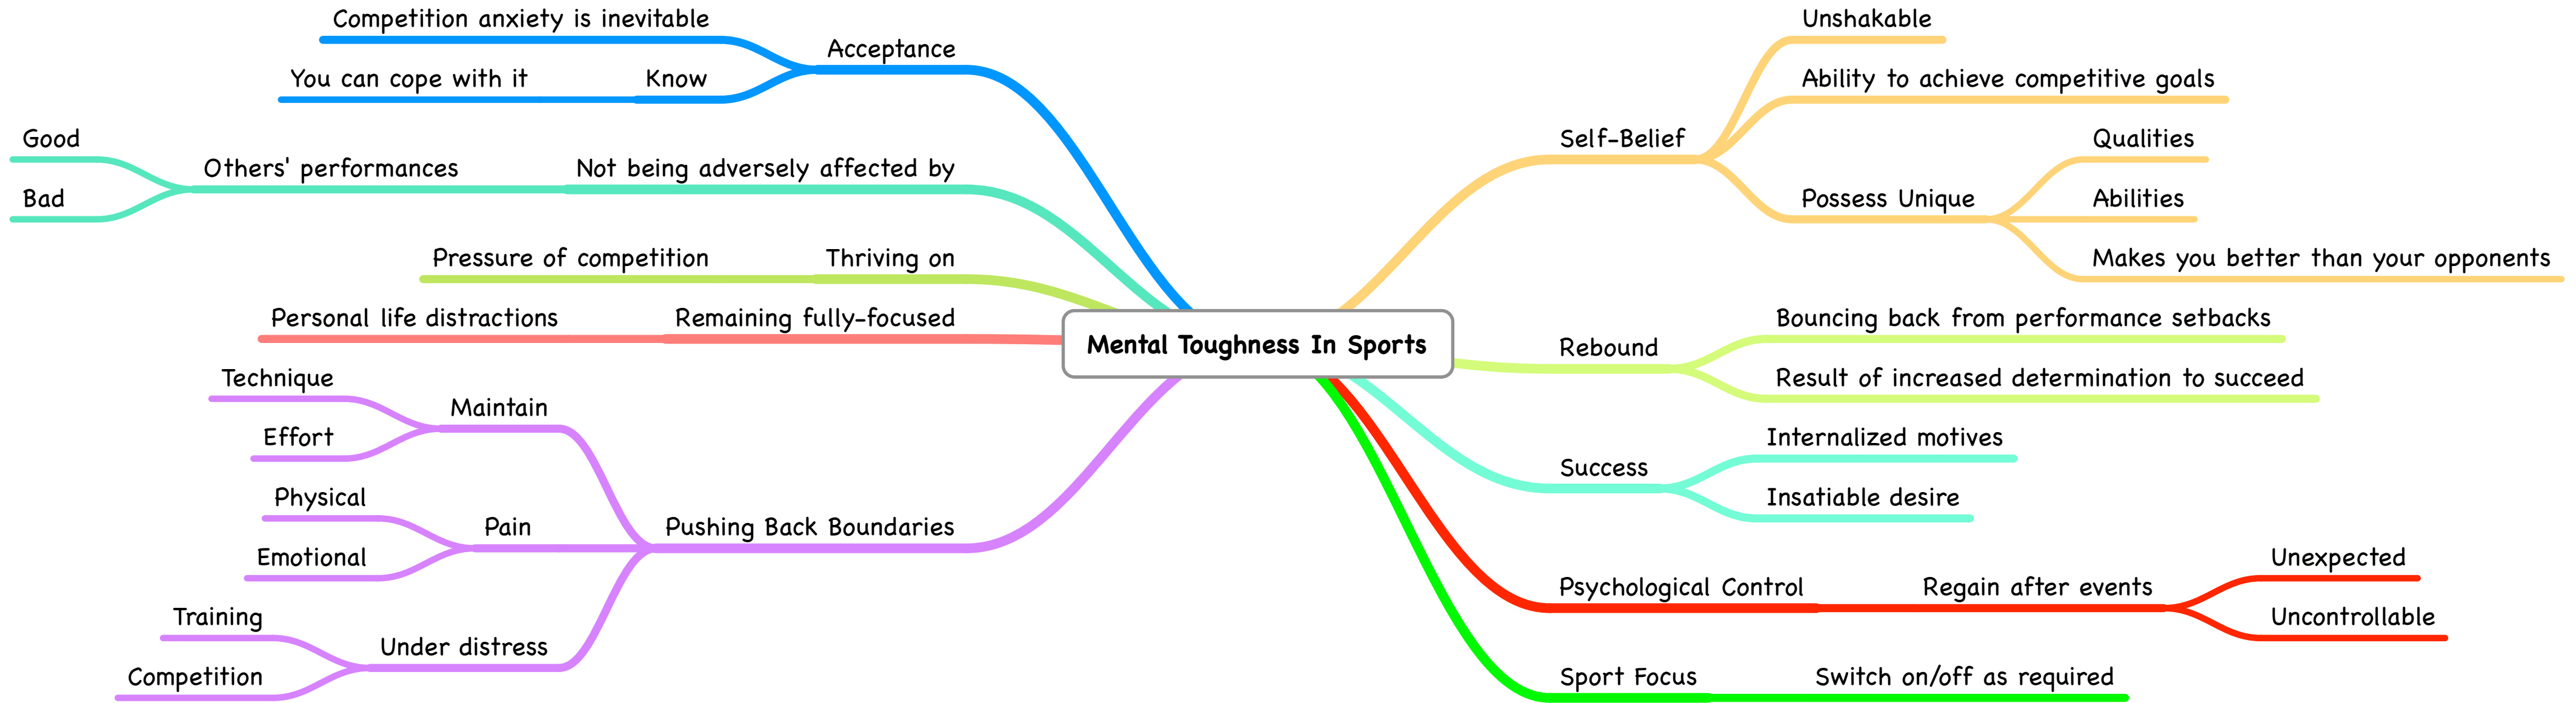 Mental Toughness In Sports
Self-Belief
Unshakable
Ability to achieve competitive goals
Possess Unique
Qualities
Abilities
Makes you better than your opponents
Rebound
Bouncing back from performance setbacks
Result of increased determination to succeed
Success
Internalized motives
Insatiable desire
Psychological Control
Regain after events
Unexpected
Uncontrollable
Sport Focus
Switch on/off as required
Acceptance
Competition anxiety is inevitable
Know
You can cope with it
Not being adversely affected by
Others' performances
Good
Bad
Thriving on
Pressure of competition
Remaining fully-focused
Personal life distractions
Pushing Back Boundaries
Maintain
Technique
Effort
Pain
Physical
Emotional
Under distress
Training
Competition